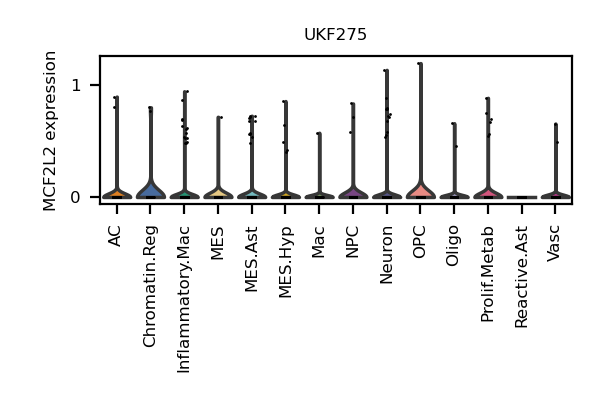 UKF275
MCF2L2 expression
1
0
AC
Chromatin.Reg
Inflammatory.Mac
MES
MES.Ast
MES.Hyp
Mac
NPC
Neuron
OPC
Oligo
Prolif.Metab
Reactive.Ast
Vasc